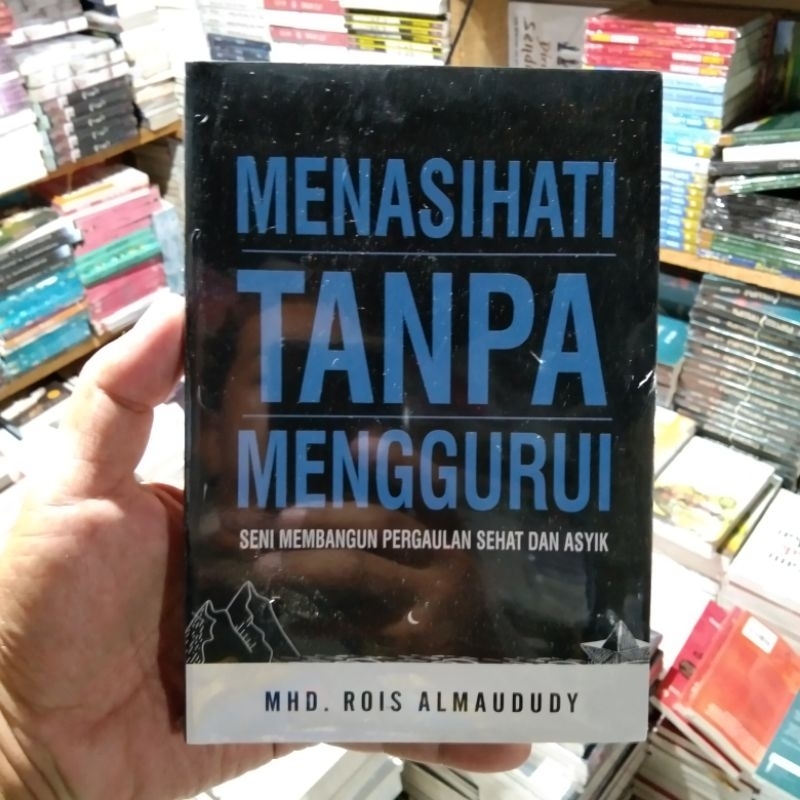 MENASIHATI
TANPA
MENGGURUI
SENI MEMBANGUN PERGAULAN SEHAT DAN ASYIK
MHD. ROIS ALMAUDUDY